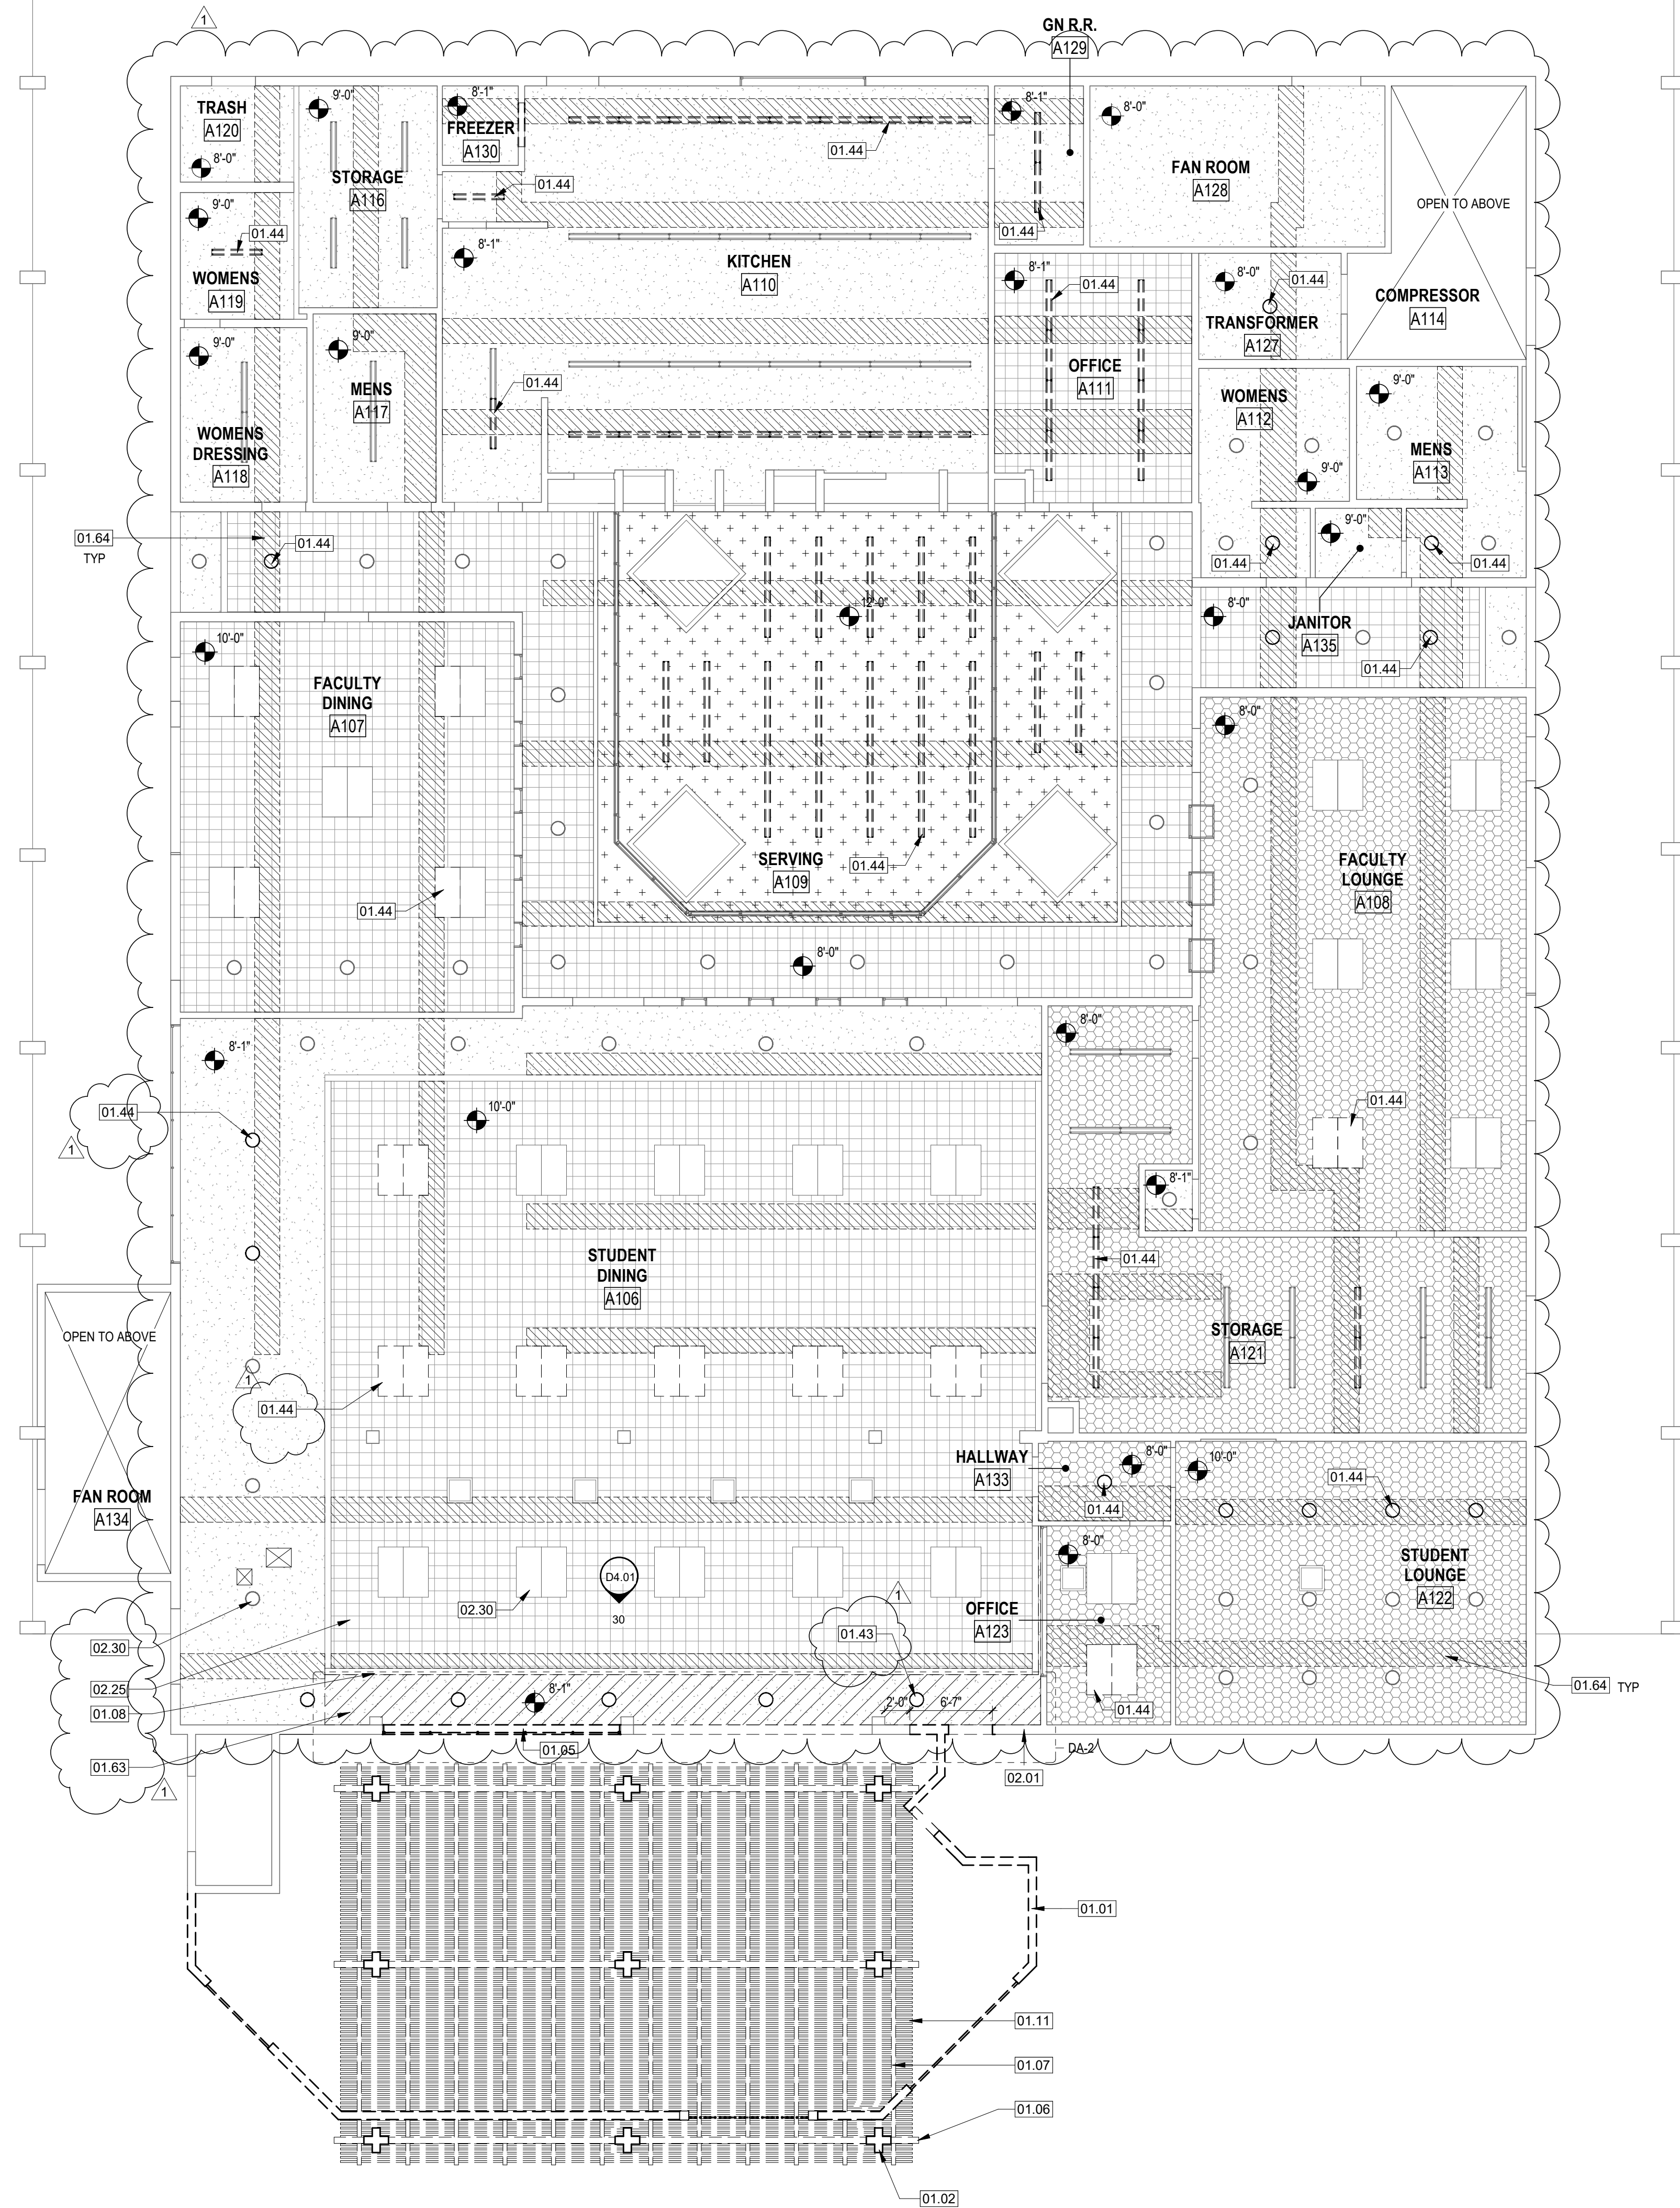 1
GN R.R.
A129
TRASH
A120
8'-0"
9'-0"
STORAGE
A116
8'-1"
FREEZER
A130
01.44
01.44
8'-1"
01.44
8'-0"
FAN ROOM
A128
OPEN TO ABOVE
COMPRESSOR
A114
9'-0"
01.44
WOMENS
A119
8'-1"
KITCHEN
A110
8'-1"
01.44
OFFICE
A111
8'-0"
01.44
TRANSFORMER
A127
9'-0"
WOMENS
DRESSING
A118
9'-0"
MENS
A117
01.44
WOMENS
A112
9'-0"
9'-0"
MENS
A113
01.64
TYP
01.44
01.44
9'-0"
01.44
12'-0"
8'-0"
JANITOR
A135
01.44
10'-0"
FACULTY
DINING
A107
01.44
SERVING
A109
01.44
8'-0"
8'-0"
FACULTY
LOUNGE
A108
01.44
8'-1"
01.44
1
10'-0"
STUDENT
DINING
A106
8'-0"
8'-1"
01.44
STORAGE
A121
OPEN TO ABOVE
FAN ROOM
A134
1
01.44
HALLWAY
A133
8'-0"
01.44
10'-0"
01.44
STUDENT
LOUNGE
A122
8'-0"
OFFICE
A123
01.44
02.30
D4.01
30
1
01.43
02.30
02.25
01.08
01.63
1
8'-1"
2'-0"
6'-7"
01.05
DA-2
02.01
01.64
TYP
01.01
01.11
01.07
01.06
01.02